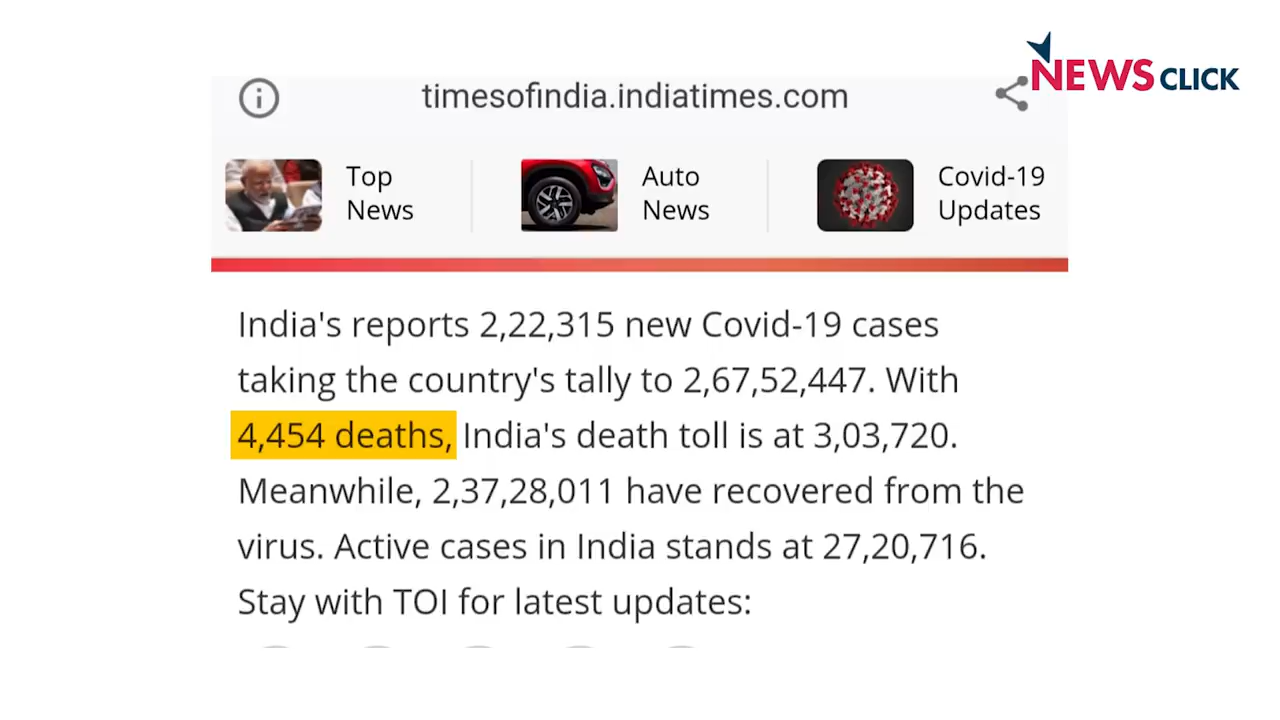 NEWS CLICK
timesofindia.indiatimes.com
Top
News
Auto
News
Covid-19
Updates
India's reports 2,22,315 new Covid-19 cases
taking the country's tally to 2,67,52,447. With
4,454 deaths, India's death toll is at 3,03,720.
Meanwhile, 2,37,28,011 have recovered from the
virus. Active cases in India stands at 27,20,716.
Stay with TOI for latest updates: